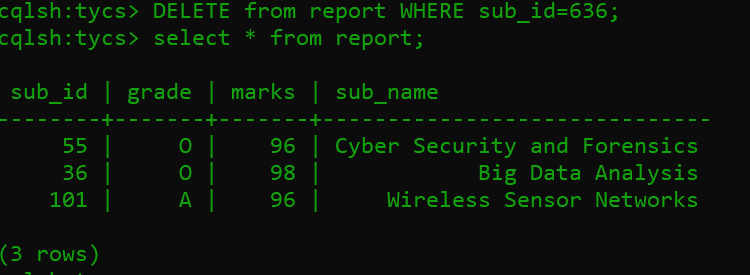 cqlsh:tycs> DELETE from report WHERE sub_id=636;
cqlsh:tycs> select * from report;
sub_id | grade | marks | sub_name
--------+-------+-------+------------------------------
55 | O | 96 | Cyber Security and Forensics
36 | O | 98 | Big Data Analysis
101 | A | 96 | Wireless Sensor Networks
(3 rows)